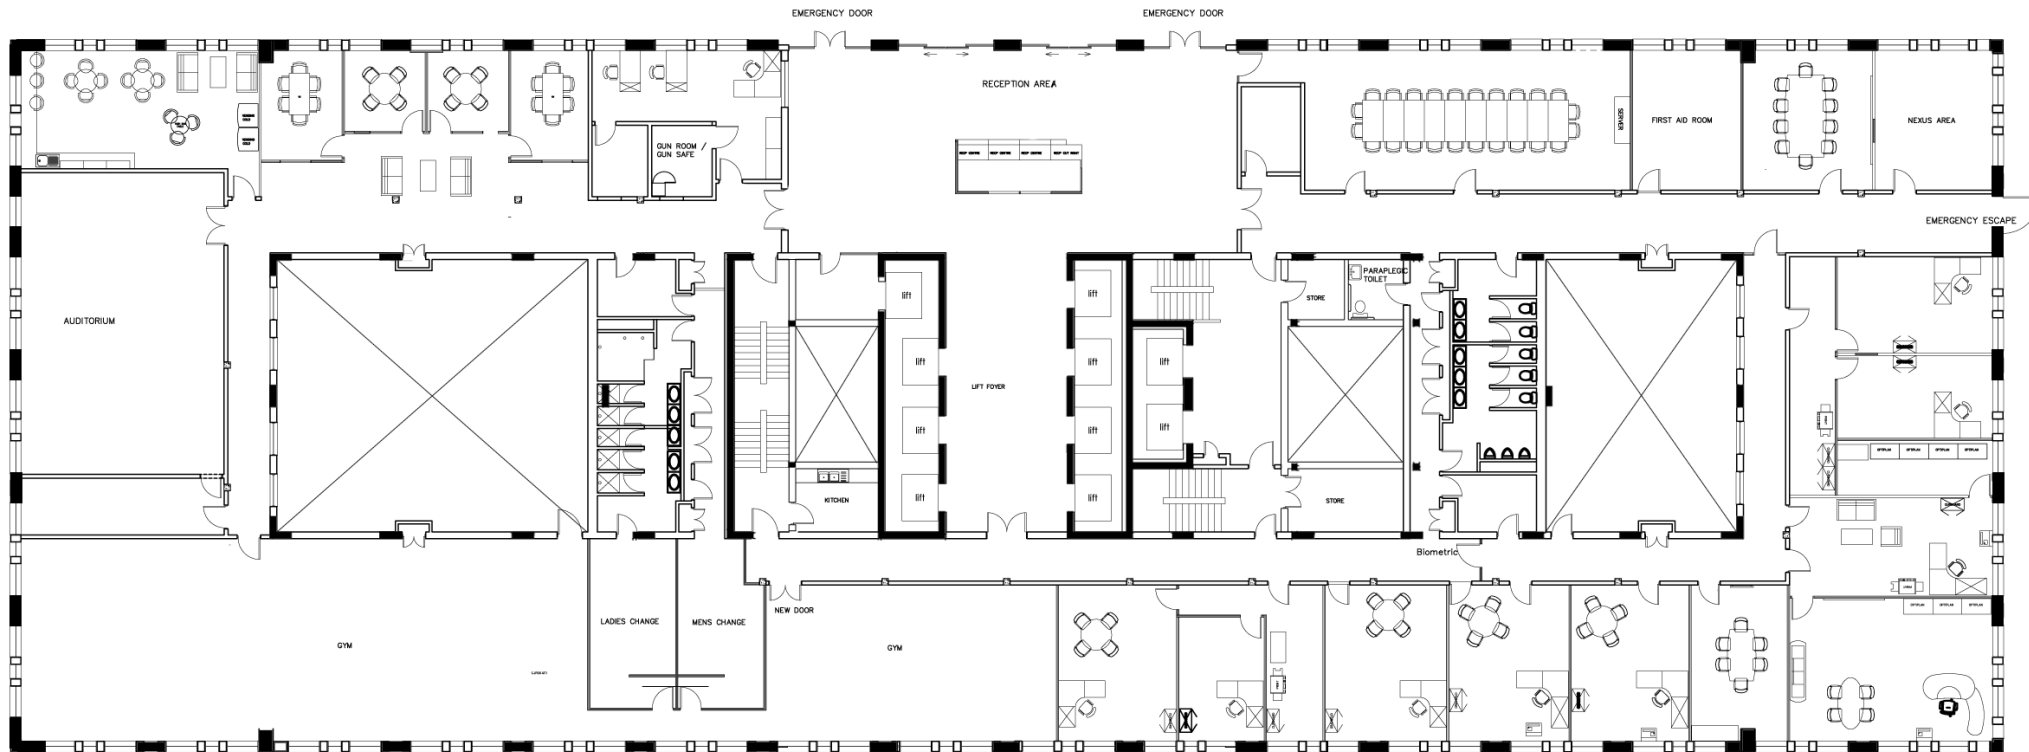 EMERGENCY DOOR
EMERGENCY DOOR
RECEPTION AREA
GUN ROOM /
GUN SAFE
SERVER
FIRST AID ROOM
NEXUS AREA
EMERGENCY ESCAPE
AUDITORIUM
PARAPLEGIC
TOILET
STORE
lift
lift
lift
lift
lift
lift
lift
lift
lift
lift
LIFT FOYER
KITCHEN
STORE
Biometric
NEW DOOR
LADIES CHANGE
MENS CHANGE
GYM
GYM